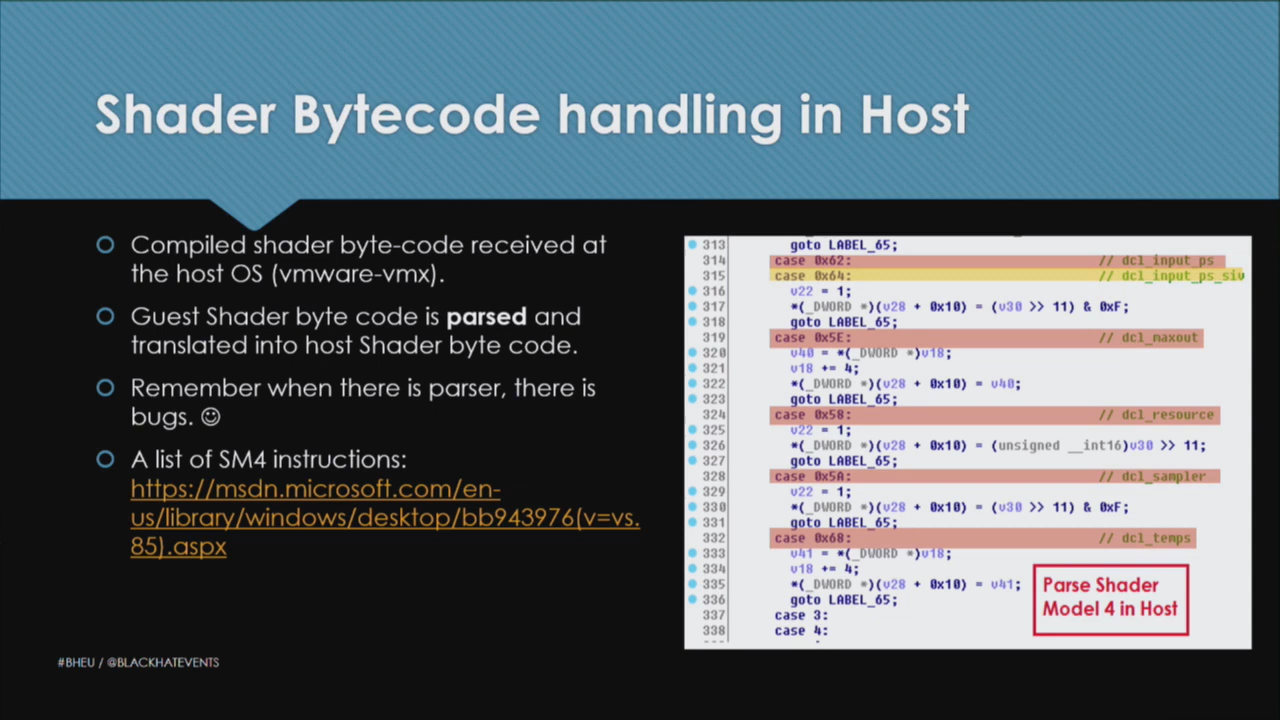 Shader Bytecode handling in Host
Compiled shader byte-code received at
the host OS (vmware-vmx).
Guest Shader byte code is parsed and
translated into host Shader byte code.
Remember when there is parser, there is
bugs. ☺
A list of SM4 instructions:
https://msdn.microsoft.com/en-
us/library/windows/desktop/bb943976(v=vs.
85).aspx
313 goto LABEL_65;
314 case 0x62: // dcl_input_ps
315 case 0x64: // dcl_input_ps_siv
316 v22 = 1;
317 *(_DWORD *)(v28 + 0x10) = (v30 >> 11) & 0xF;
318 goto LABEL_65;
319 case 0x5E: // dcl_maxout
320 v40 = *(_DWORD *)v18;
321 v18 += 4;
322 *(_DWORD *)(v28 + 0x10) = v40;
323 goto LABEL_65;
324 case 0x58: // dcl_resource
325 v22 = 1;
326 *(_DWORD *)(v28 + 0x10) = (unsigned __int16)v30 >> 11;
327 goto LABEL_65;
328 case 0x5A: // dcl_sampler
329 v22 = 1;
330 *(_DWORD *)(v28 + 0x10) = (v30 >> 11) & 0xF;
331 goto LABEL_65;
332 case 0x68: // dcl_temps
333 v41 = *(_DWORD *)v18;
334 v18 += 4;
335 *(_DWORD *)(v28 + 0x10) = v41;
336 goto LABEL_65;
337 case 3:
338 case 4:
Parse Shader
Model 4 in Host
#BHEU / @BLACKHATEVENTS